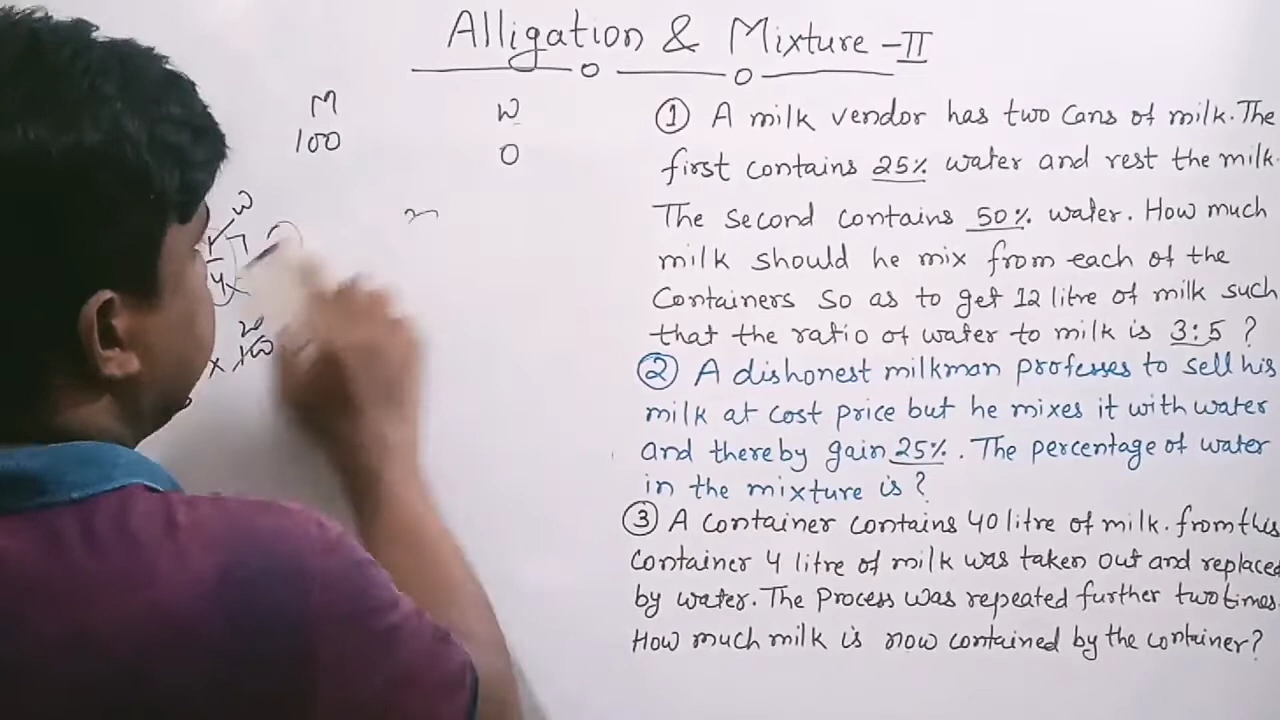 Alligation & Mixture -II
M W
100 0
W
1
4
20
x 100
① A milk vendor has two Cans of milk. The
first contains 25% water and rest the milk.
The second contains 50% water. How much
milk should he mix from each of the
Containers so as to get 12 litre of milk such
that the ratio of water to milk is 3:5 ?
② A dishonest milkman professes to sell his
milk at cost price but he mixes it with water
and thereby gain 25%. The percentage of water
in the mixture is?
③ A container contains 40 litre of milk. from this
container 4 litre of milk was taken out and replaced
by water. The process was repeated further two times.
How much milk is now contained by the container?